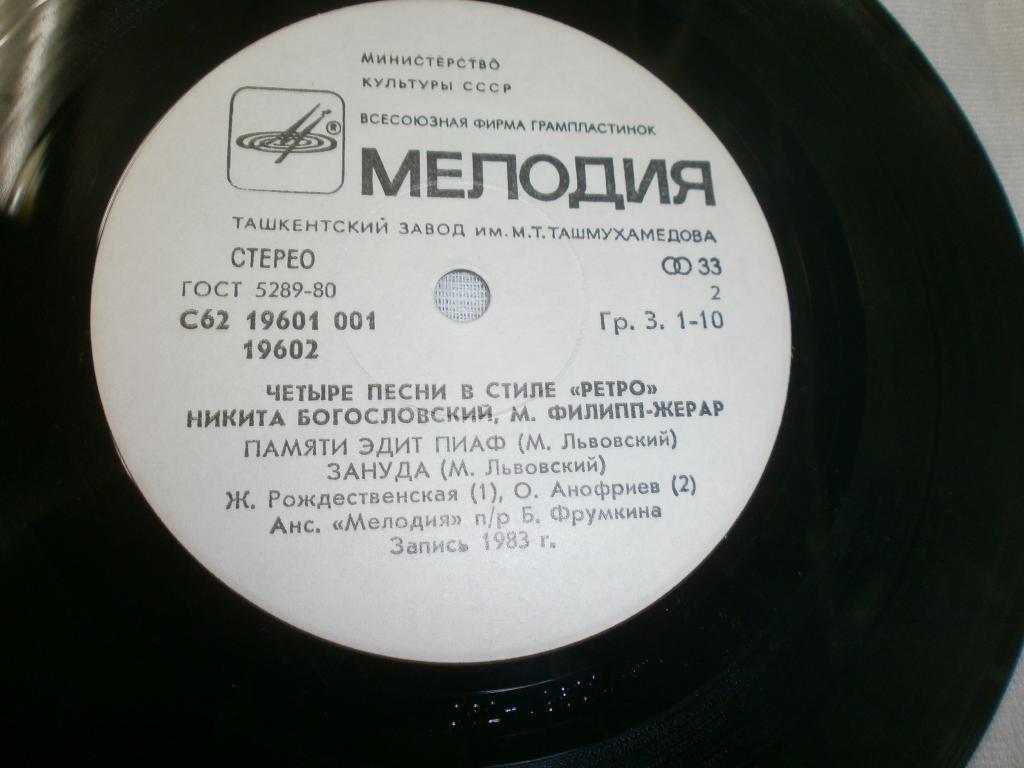 МИНИСТЕРСТВО
КУЛЬТУРЫ СССР
ВСЕСОЮЗНАЯ ФИРМА ГРАМПЛАСТИНОК
®
МЕЛОДИЯ
ТАШКЕНТСКИЙ ЗАВОД ИМ. М.Т. ТАШМУХАМЕДОВА
СТЕРЕО 33
ГОСТ 5289-80 2
С62 19601 001 Гр. 3. 1-10
19602
ЧЕТЫРЕ ПЕСНИ В СТИЛЕ «РЕТРО»
НИКИТА БОГОСЛОВСКИЙ, М. ФИЛИПП-ЖЕРАР
ПАМЯТИ ЭДИТ ПИАФ (М. Львовский)
ЗАНУДА (М. Львовский)
Ж. Рождественская (1), О. Анофриев (2)
Анс. «Мелодия» п/р Б. Фрумкина
Запись 1983 г.